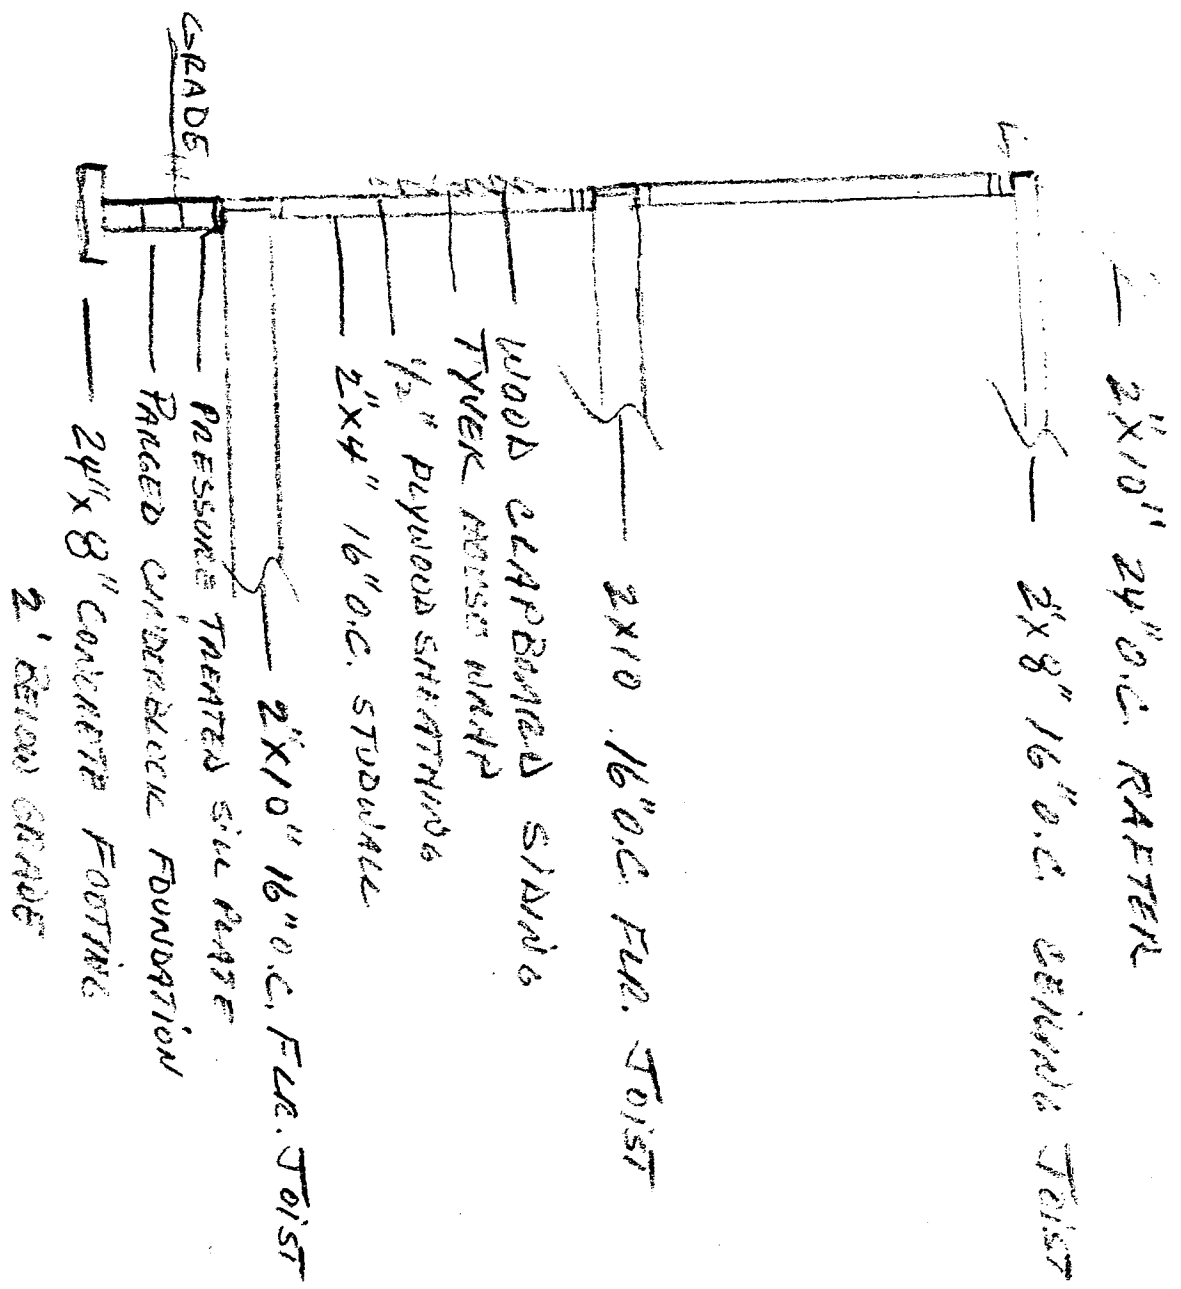 2"X10" 24"O.C. RAFTER
2"X8" 16"O.C. CEILING JOIST
2X10 16"O.C. FLR. JOIST
WOOD CLAPBOARD SIDING
TYVEK HOUSE WRAP
1/2" PLYWOOD SHEATHING
2"X4" 16"O.C. STUDWALL
2"X10" 16"O.C. FLR. JOIST
GRADE
PRESSURE TREATED SILL PLATE
PARGED CINDERBLOCK FOUNDATION
24"X8" CONCRETE FOOTING
2' BELOW GRADE